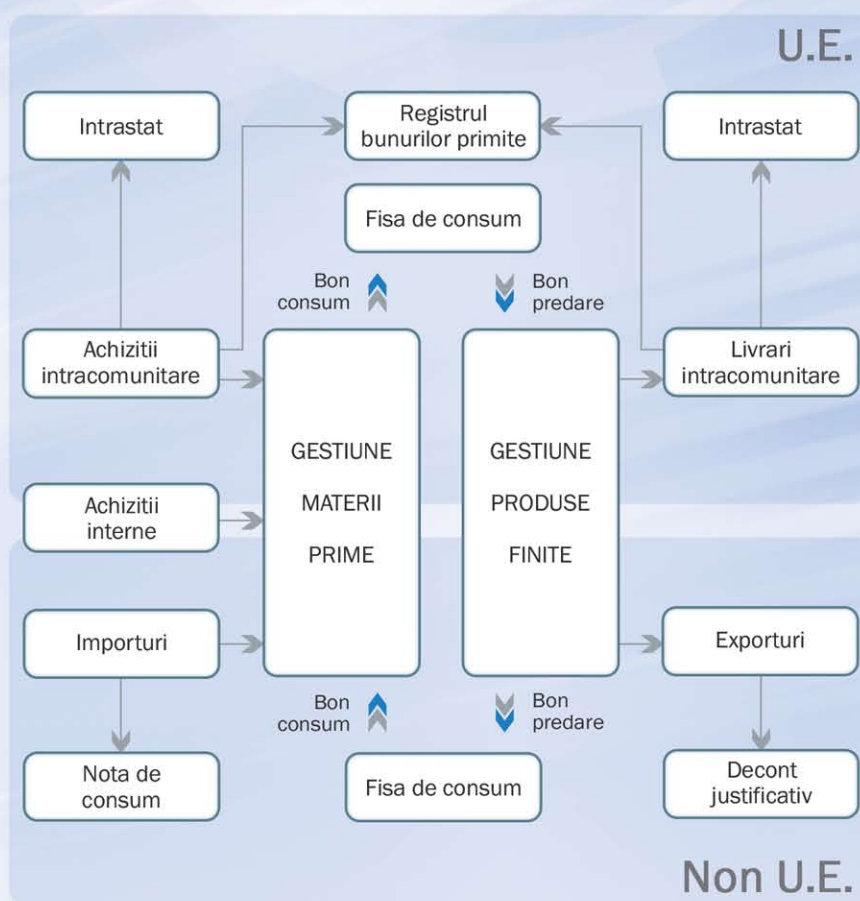 U.E.
Intrastat
Registrul
bunurilor primite
Intrastat
Fisa de consum
Bon
consum
Bon
predare
Achizitii
intracomunitare
Livrari
intracomunitare
GESTIUNE
MATERII
PRIME
GESTIUNE
PRODUSE
FINITE
Achizitii
interne
Importuri
Exporturi
Bon
consum
Bon
predare
Nota de
consum
Fisa de consum
Decont
justificativ
Non U.E.